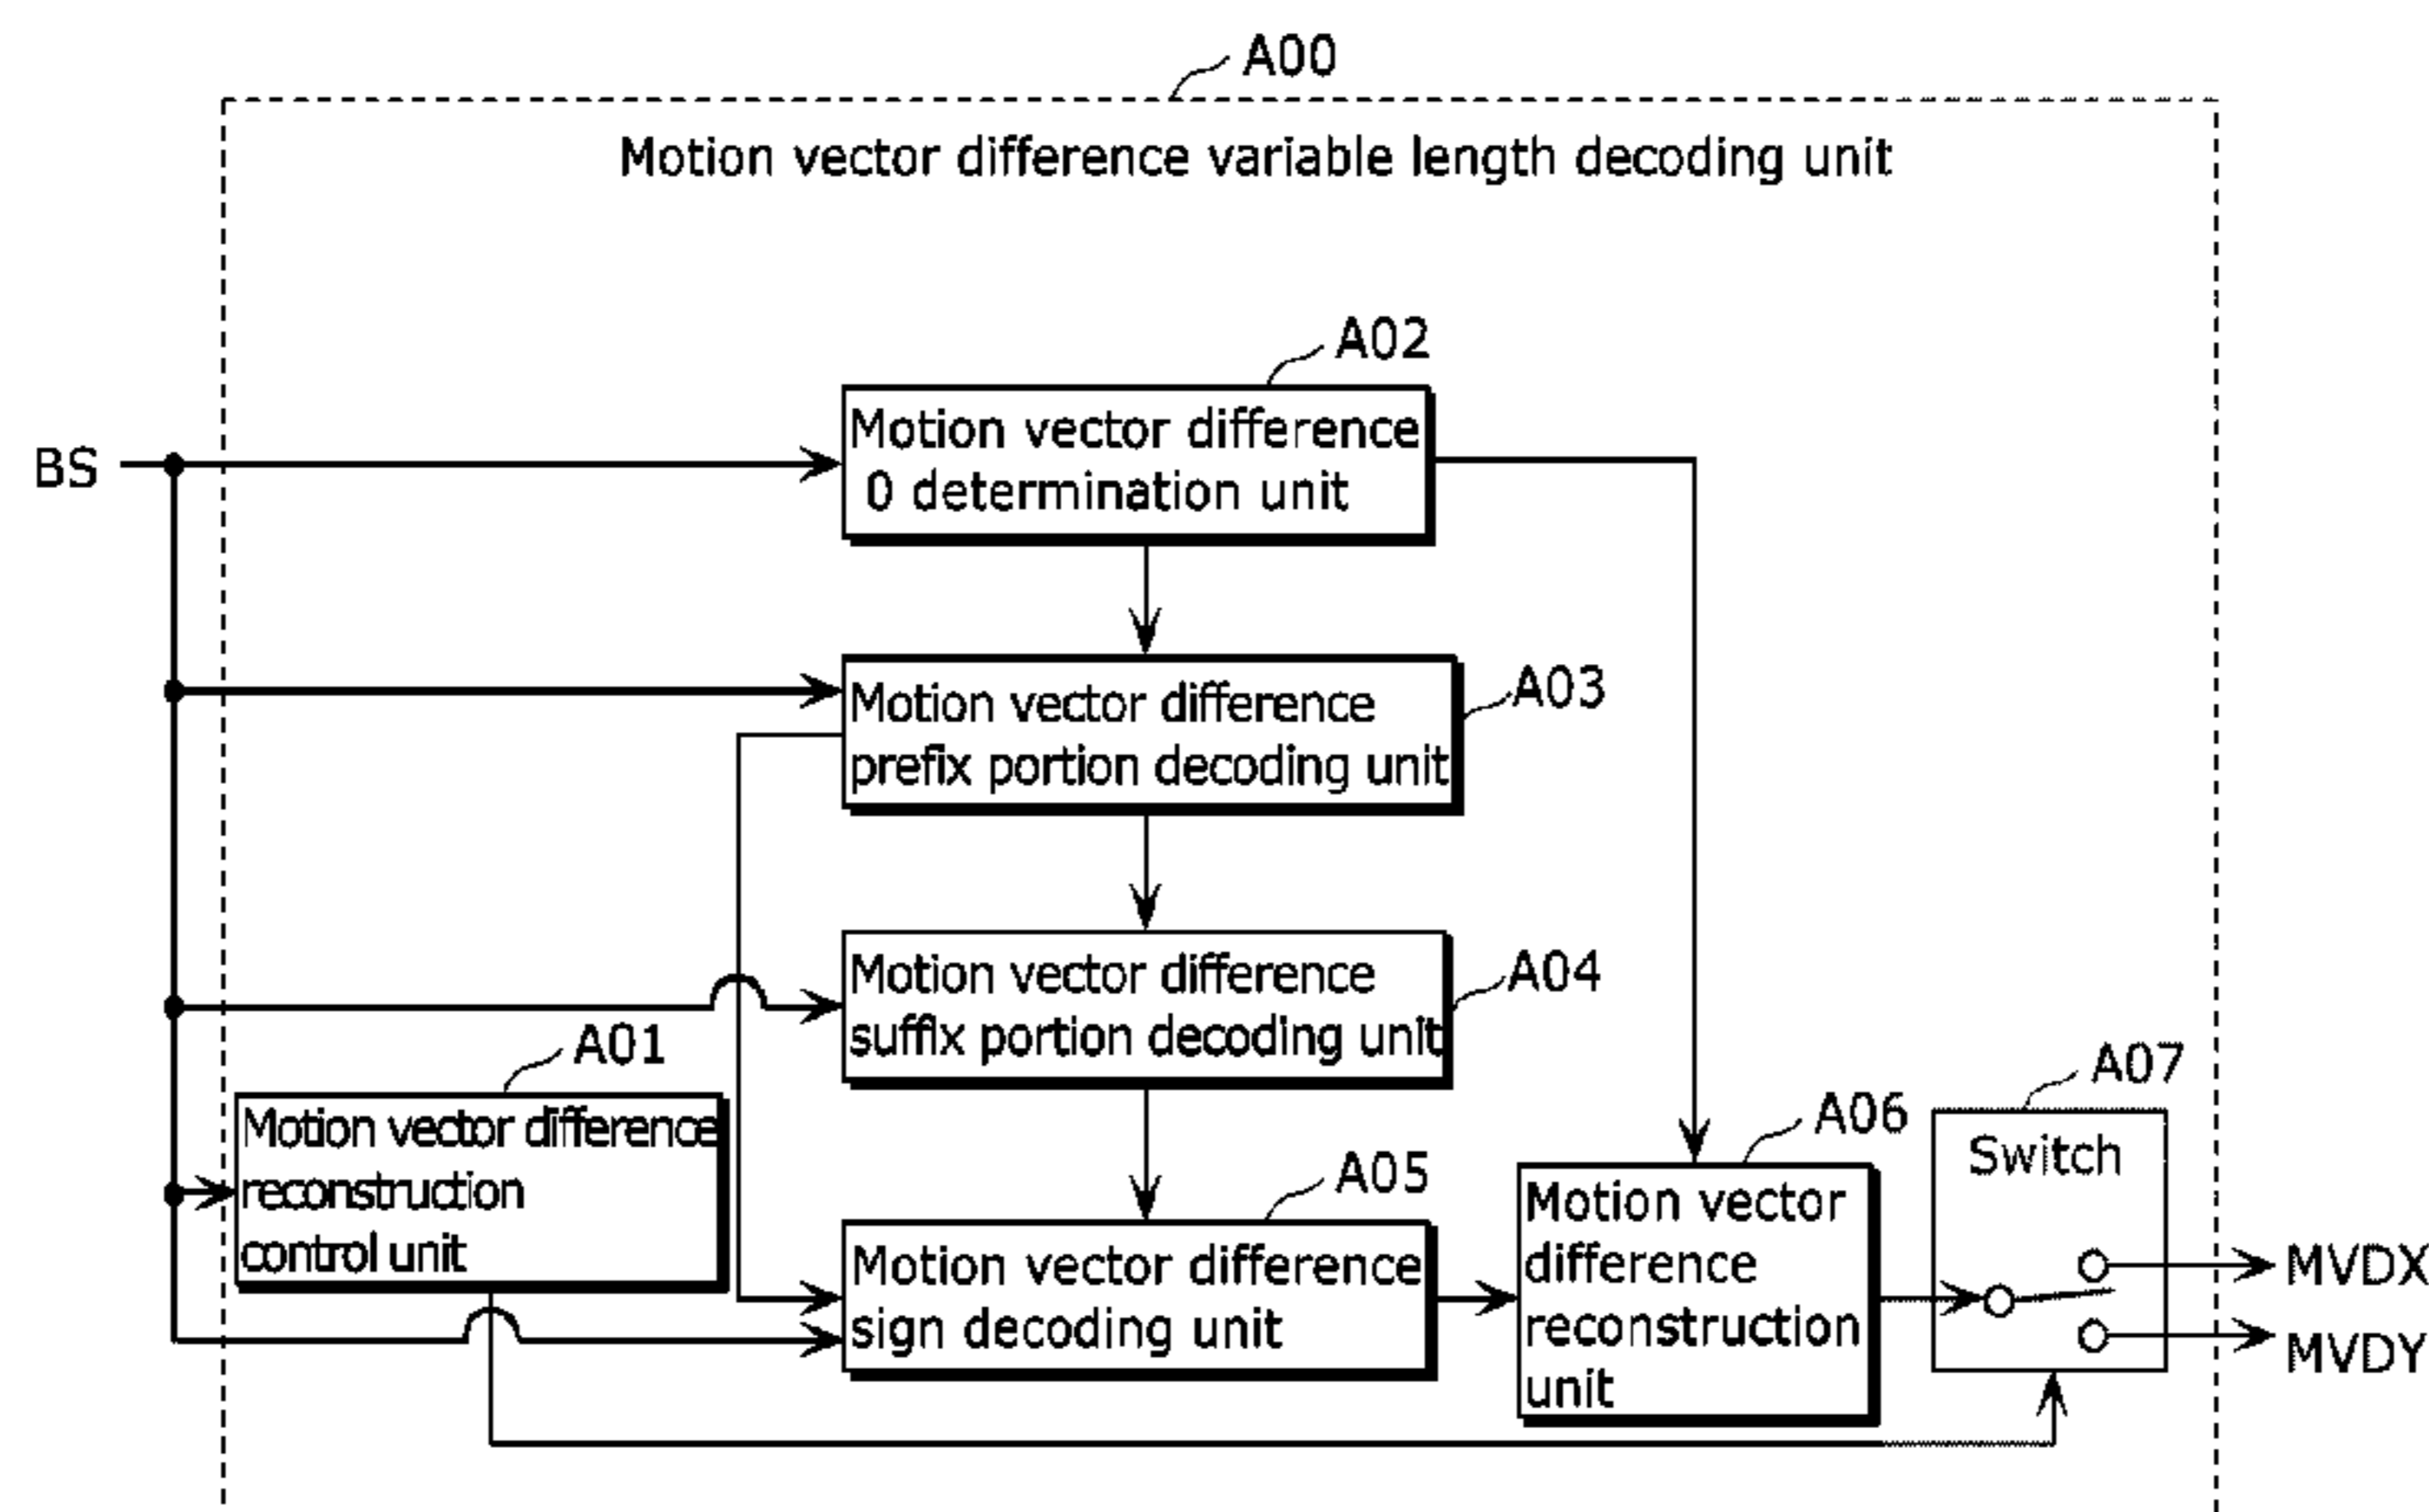 A00
Motion vector difference variable length decoding unit
A02
Motion vector difference
0 determination unit
BS
A03
Motion vector difference
prefix portion decoding unit
A04
Motion vector difference
suffix portion decoding unit
A01
Motion vector difference
reconstruction
control unit
A05
Motion vector difference
sign decoding unit
A06
Motion vector
difference
reconstruction
unit
A07
Switch
MVDX
MVDY